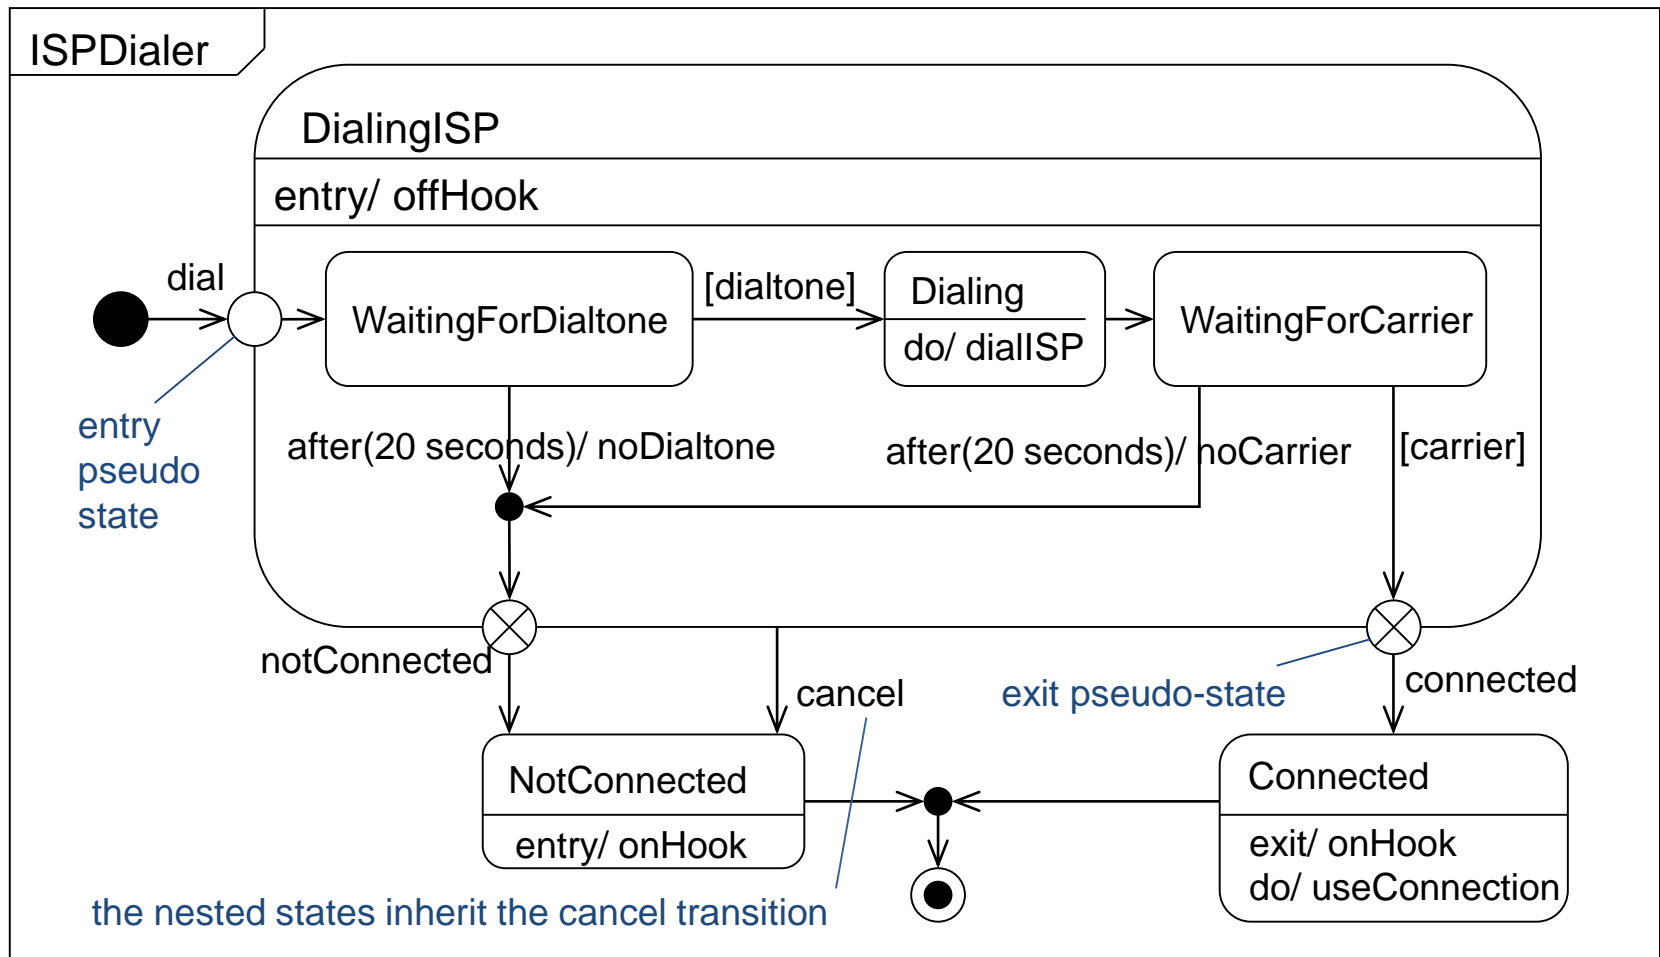 ISPDialer
DialingISP
entry/ offHook
dial
WaitingForDialtone
[dialtone]
Dialing
do/ dialISP
WaitingForCarrier
entry
pseudo
state
after(20 seconds)/ noDialtone
after(20 seconds)/ noCarrier
[carrier]
notConnected
cancel
exit pseudo-state
connected
NotConnected
entry/ onHook
Connected
exit/ onHook
do/ useConnection
the nested states inherit the cancel transition